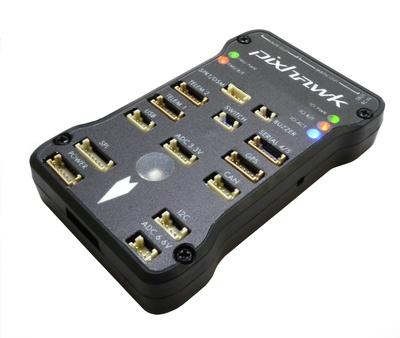 pixhawk
SPKT/DSM
TELEM 2
TELEM 1
USB
SWITCH
BUZZER
SERIAL 4/5
ADC 3.3V
GPS
CAN
SPI
POWER
I2C
ADC 6.6V